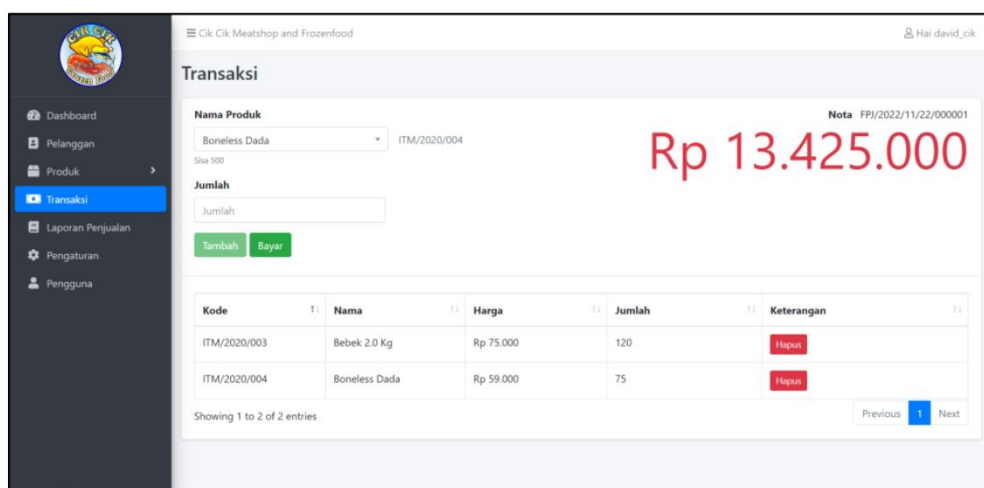 CIK CIK
Frozen Food
Cik Cik Meatshop and Frozenfood
Hai david_cik
Transaksi
Dashboard
Pelanggan
Produk
Transaksi
Laporan Penjualan
Pengaturan
Pengguna
Nama Produk
Boneless Dada
ITM/2020/004
Sisa 500
Jumlah
Jumlah
Tambah Bayar
Nota FPJ/2022/11/22/000001
Rp 13.425.000
Kode Nama Harga Jumlah Keterangan
ITM/2020/003 Bebek 2.0 Kg Rp 75.000 120 Hapus
ITM/2020/004 Boneless Dada Rp 59.000 75 Hapus
Showing 1 to 2 of 2 entries
Previous 1 Next